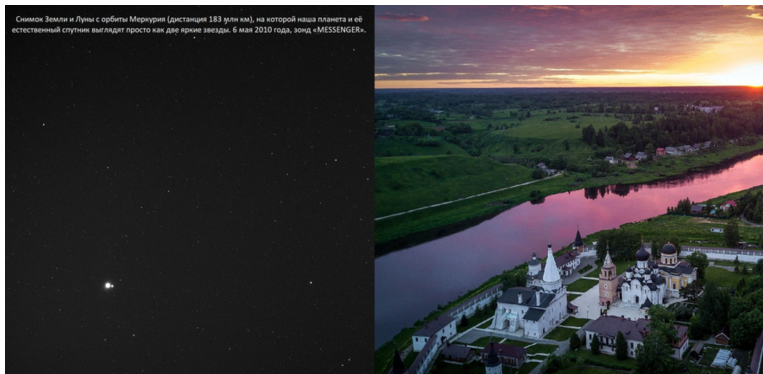 Снимок Земли и Луны с орбиты Меркурия (дистанция 183 млн км), на которой наша планета и её
естественный спутник выглядят просто как две яркие звезды. 6 мая 2010 года, зонд «MESSENGER».